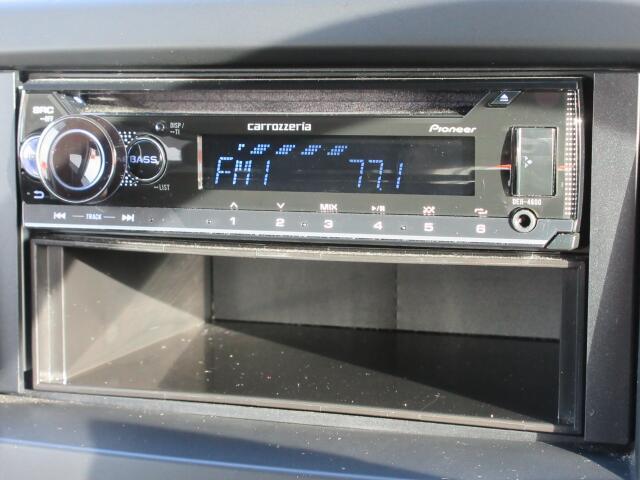 SRC
DISP/
TI
carrozzeria
Pioneer
BASS
LIST
FM1 77.1
DEH-4600
TRACK
MIX
1 2 3 4 5 6